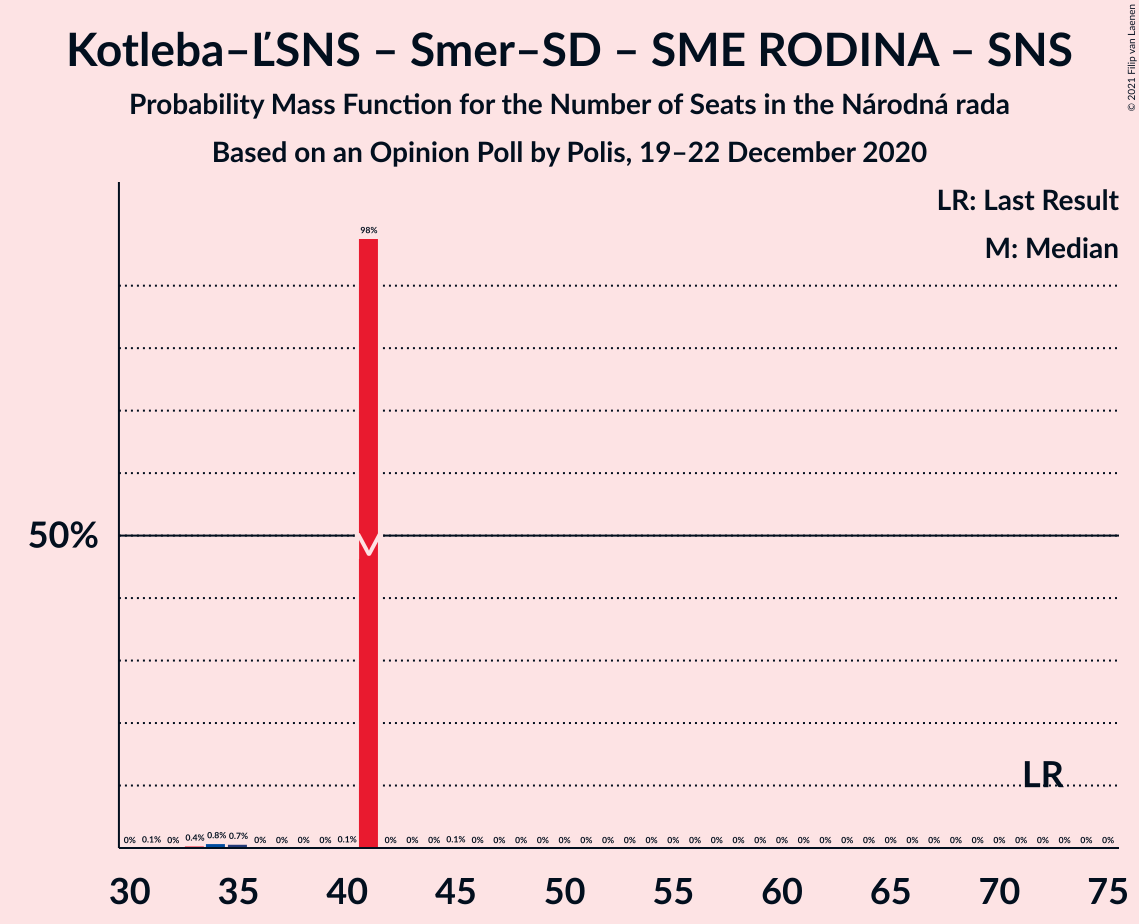 Kotleba–ĽSNS – Smer–SD – SME RODINA – SNS
Probability Mass Function for the Number of Seats in the Národná rada
Based on an Opinion Poll by Polis, 19–22 December 2020
© 2021 Filip van Laenen
LR: Last Result
M: Median
98%
50%
LR
0% 0.1% 0% 0.4% 0.8% 0.7% 0% 0% 0% 0% 0.1% 0% 0% 0% 0.1% 0% 0% 0% 0% 0% 0% 0% 0% 0% 0% 0% 0% 0% 0% 0% 0% 0% 0% 0% 0% 0% 0% 0% 0% 0% 0% 0% 0% 0% 0%
30 35 40 45 50 55 60 65 70 75